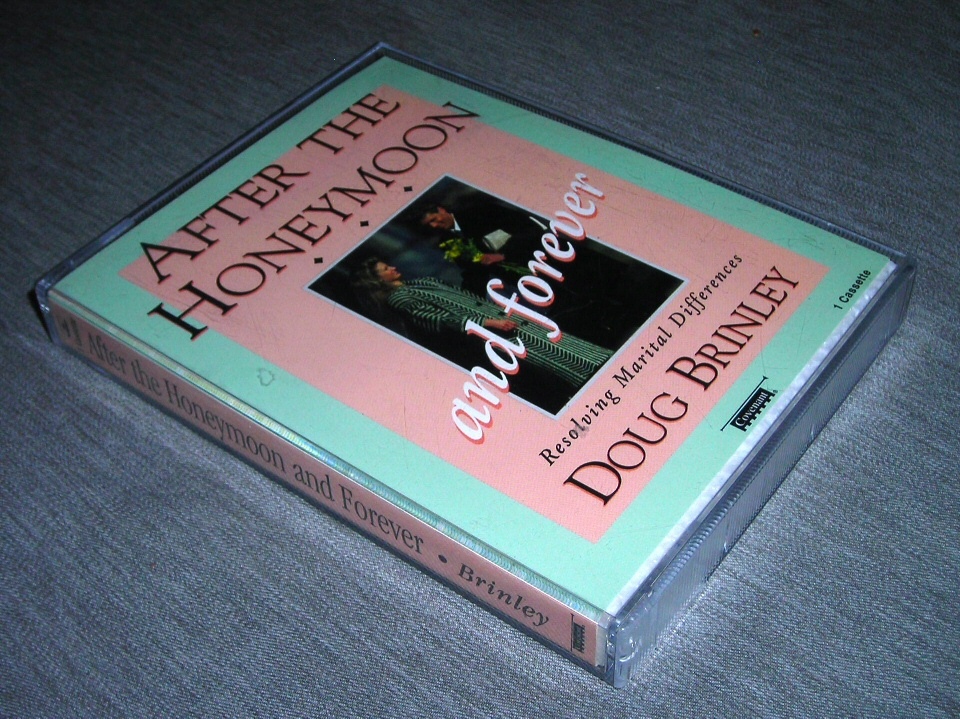 AFTER THE
HONEYMOON
and forever
Resolving Marital Differences
DOUG BRINLEY
1 Cassette
Covenant
After the Honeymoon and Forever • Brinley